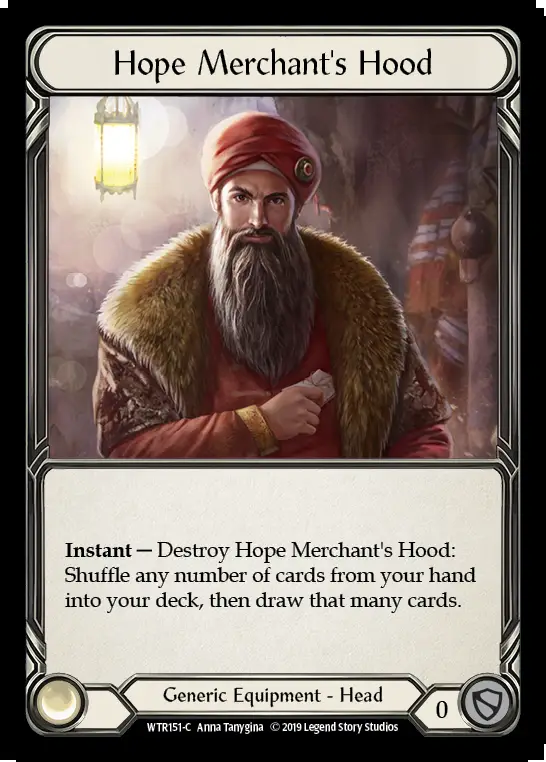 Hope Merchant's Hood
Instant — Destroy Hope Merchant's Hood:
Shuffle any number of cards from your hand
into your deck, then draw that many cards.
Generic Equipment - Head
0
WTR151-C Anna Tanygina © 2019 Legend Story Studios